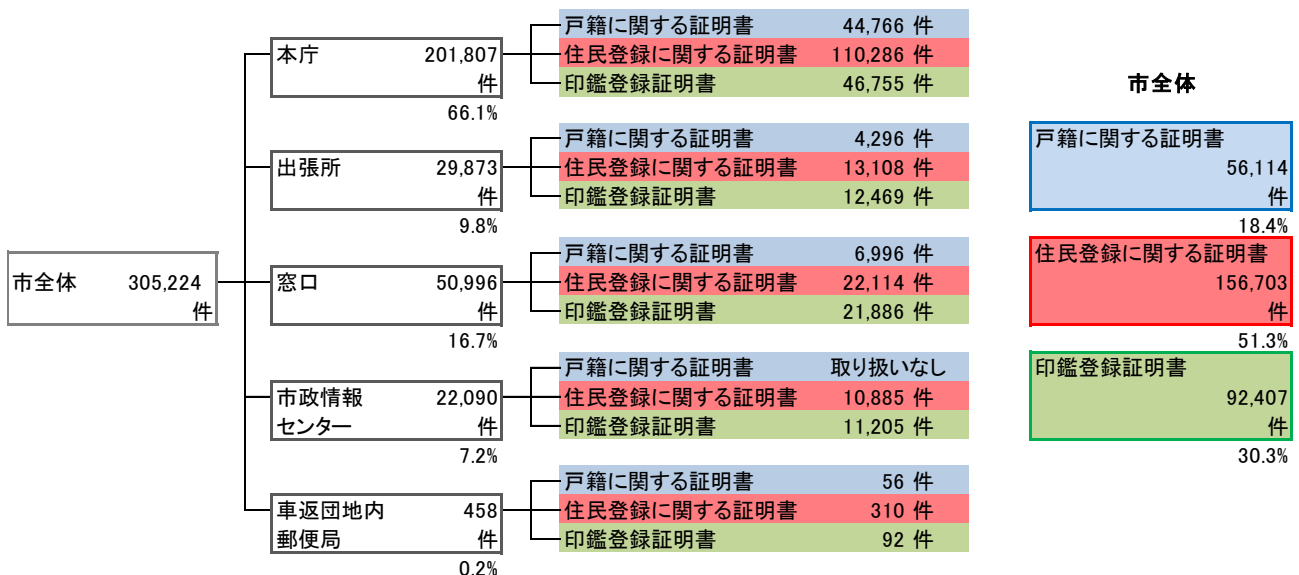 戸籍に関する証明書 44,766 件
本庁 201,807 件
住民登録に関する証明書 110,286 件
印鑑登録証明書 46,755 件
66.1%
市全体
戸籍に関する証明書 4,296 件
出張所 29,873 件
住民登録に関する証明書 13,108 件
印鑑登録証明書 12,469 件
9.8%
戸籍に関する証明書
56,114
件
18.4%
市全体 305,224
件
戸籍に関する証明書 6,996 件
窓口 50,996 件
住民登録に関する証明書 22,114 件
印鑑登録証明書 21,886 件
16.7%
住民登録に関する証明書
156,703
件
51.3%
戸籍に関する証明書 取り扱いなし
市政情報 22,090
センター 件
住民登録に関する証明書 10,885 件
印鑑登録証明書 11,205 件
7.2%
印鑑登録証明書
92,407
件
30.3%
戸籍に関する証明書 56 件
車返団地内 458
郵便局 件
住民登録に関する証明書 310 件
印鑑登録証明書 92 件
0.2%